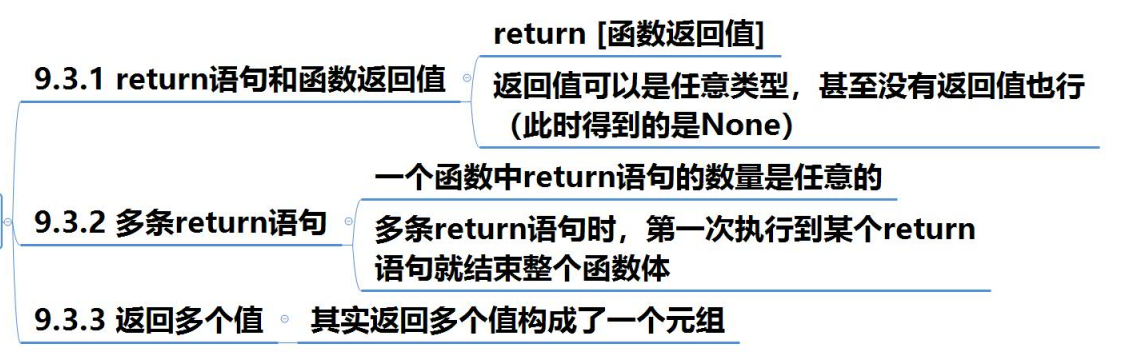 9.3.1 return语句和函数返回值
return [函数返回值]
返回值可以是任意类型，甚至没有返回值也行
（此时得到的是None）
9.3.2 多条return语句
一个函数中return语句的数量是任意的
多条return语句时，第一次执行到某个return
语句就结束整个函数体
9.3.3 返回多个值
其实返回多个值构成了一个元组